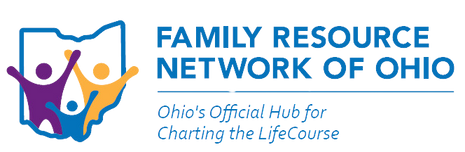 FAMILY RESOURCE
NETWORK OF OHIO
Ohio's Official Hub for
Charting the LifeCourse